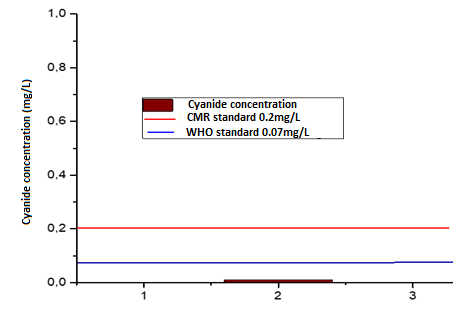 1,0
0,8
0,6
0,4
0,2
0,0
Cyanide concentration (mg/L)
Cyanide concentration
CMR standard 0.2mg/L
WHO standard 0.07mg/L
1 2 3